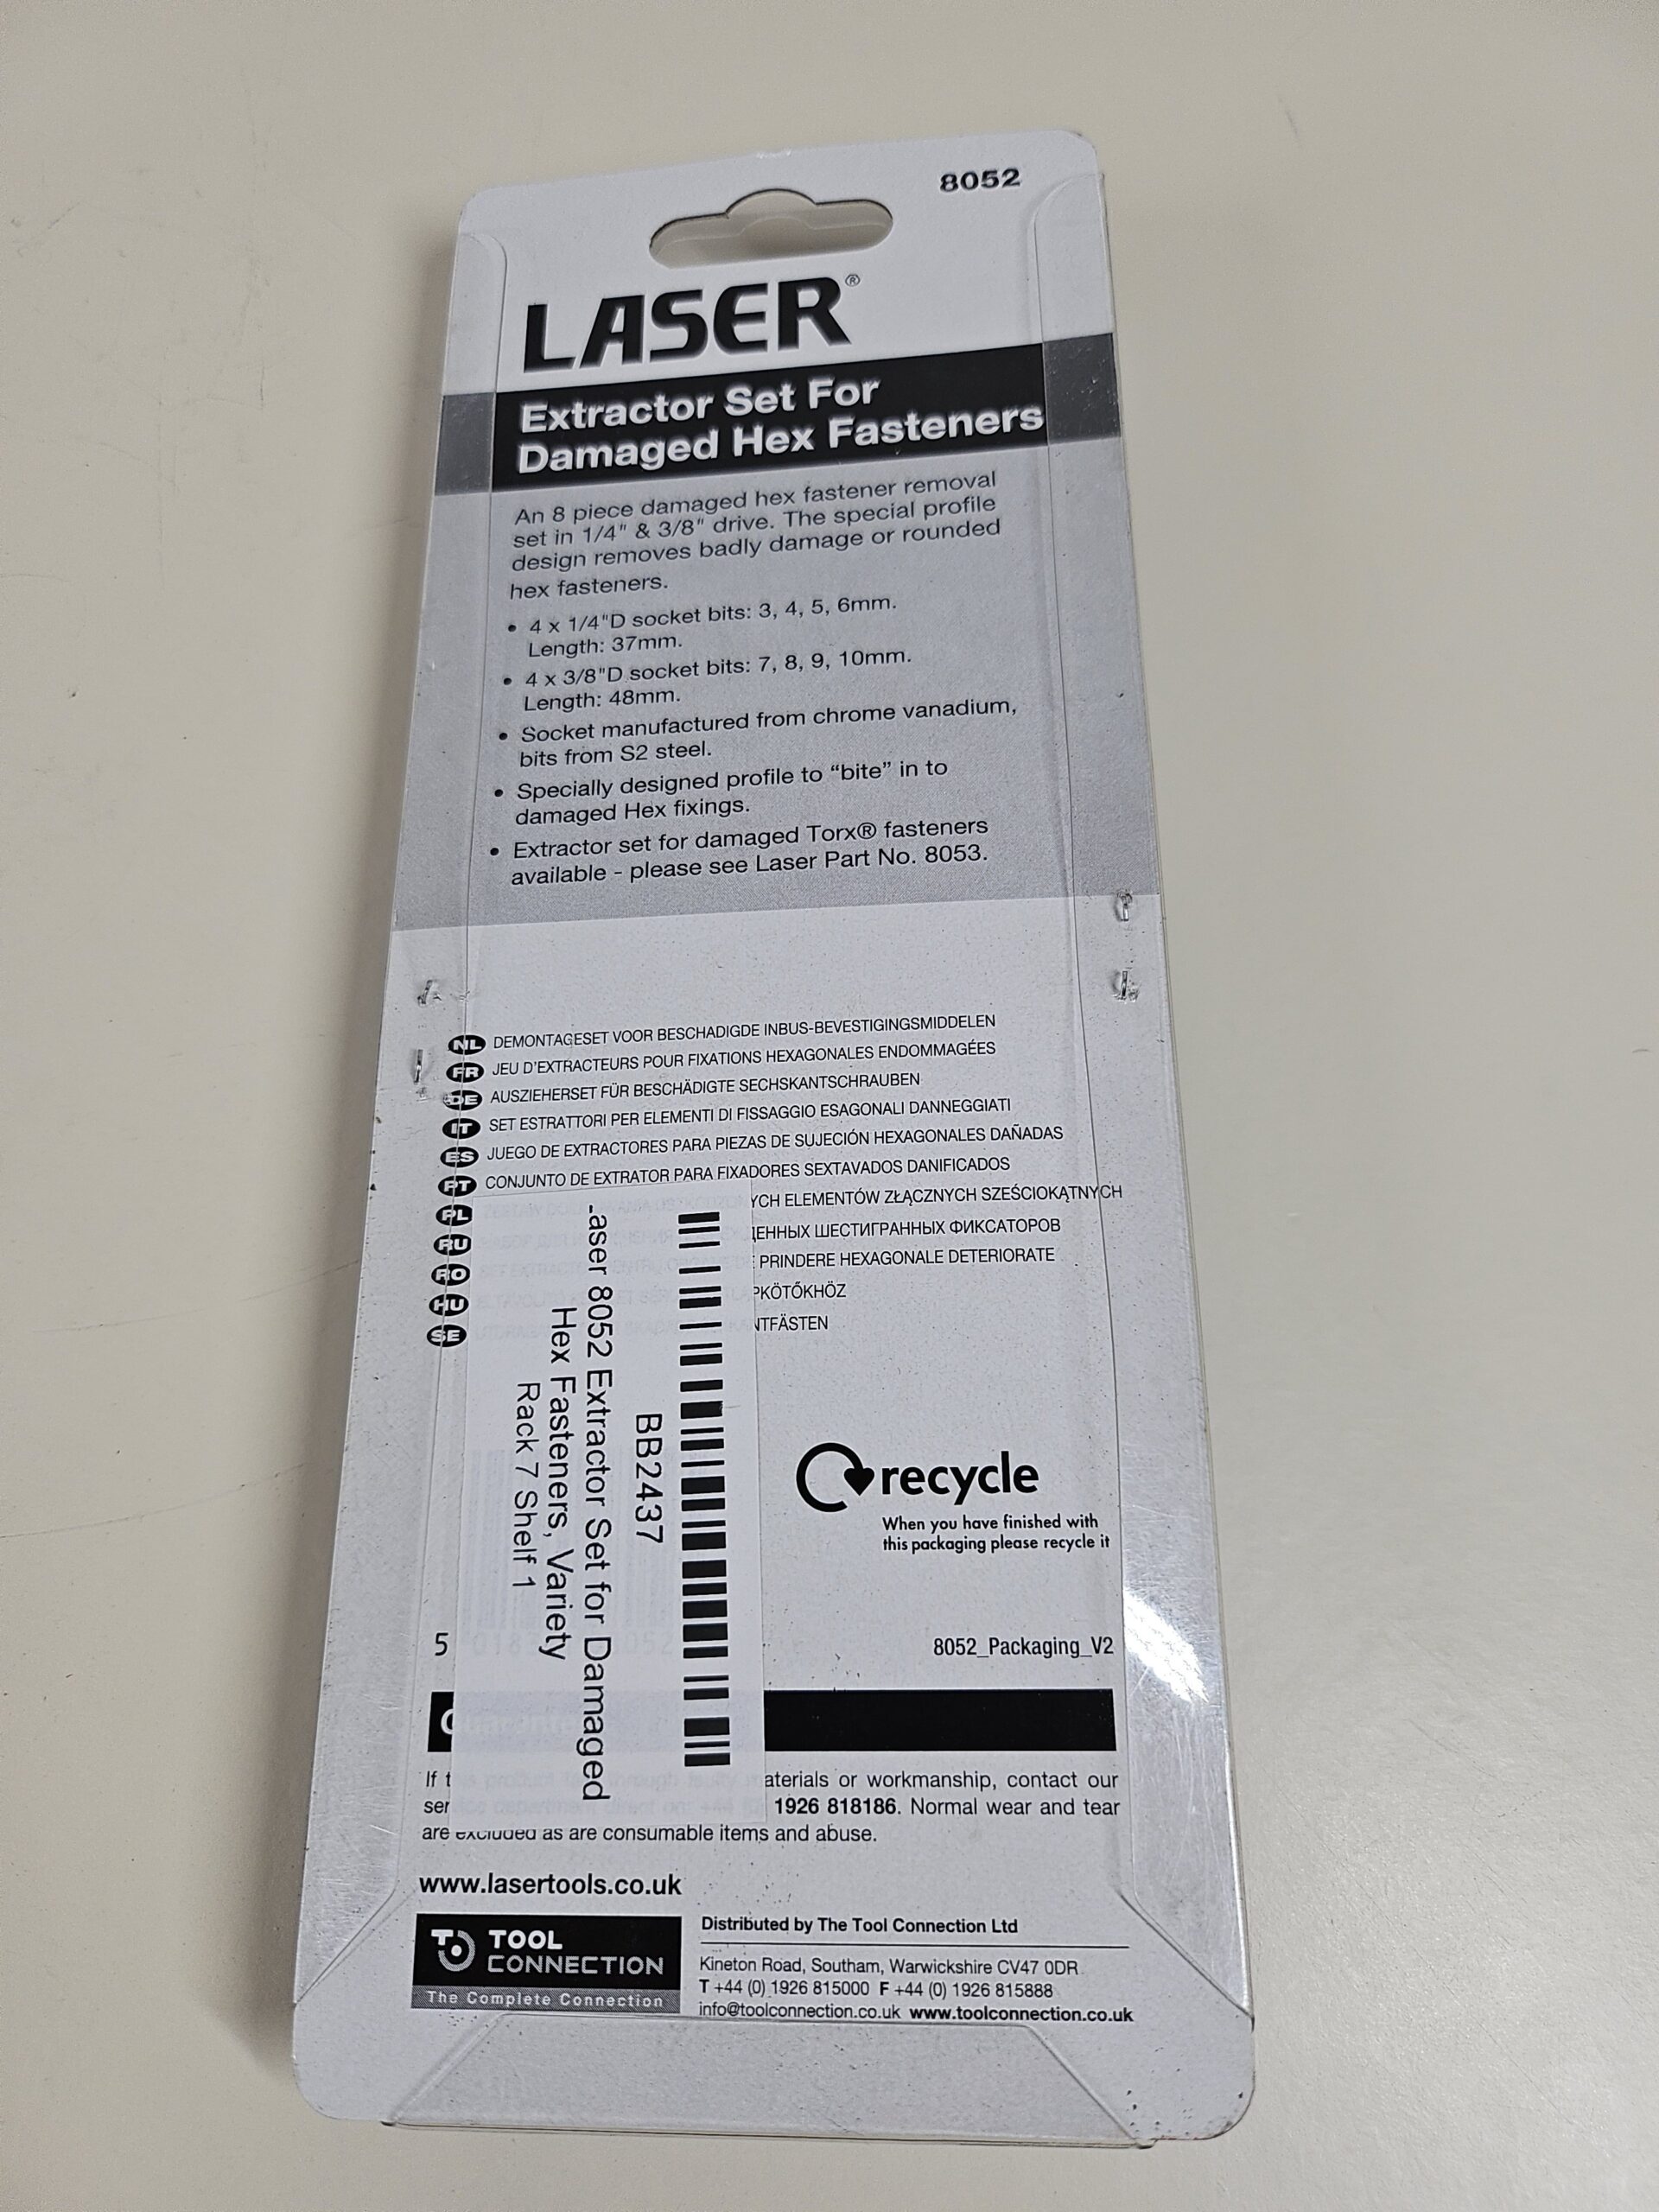 8052
LASER®
Extractor Set For
Damaged Hex Fasteners
An 8 piece damaged hex fastener removal
set in 1/4" & 3/8" drive. The special profile
design removes badly damage or rounded
hex fasteners.
• 4 x 1/4"D socket bits: 3, 4, 5, 6mm.
Length: 37mm.
• 4 x 3/8"D socket bits: 7, 8, 9, 10mm.
Length: 48mm.
• Socket manufactured from chrome vanadium,
bits from S2 steel.
• Specially designed profile to “bite” in to
damaged Hex fixings.
• Extractor set for damaged Torx® fasteners
available - please see Laser Part No. 8053.
NL DEMONTAGESET VOOR BESCHADIGDE INBUS-BEVESTIGINGSMIDDELEN
FR JEU D'EXTRACTEURS POUR FIXATIONS HEXAGONALES ENDOMMAGÉES
DE AUSZIEHERSET FÜR BESCHÄDIGTE SECHSKANTSCHRAUBEN
IT SET ESTRATTORI PER ELEMENTI DI FISSAGGIO ESAGONALI DANNEGGIATI
ES JUEGO DE EXTRACTORES PARA PIEZAS DE SUJECIÓN HEXAGONALES DAÑADAS
PT CONJUNTO DE EXTRATOR PARA FIXADORES SEXTAVADOS DANIFICADOS
PL YCH ELEMENTÓW ZŁĄCZNYCH SZEŚCIOKĄTNYCH
RU ДЕННЫХ ШЕСТИГРАННЫХ ФИКСАТОРОВ
RO PRINDERE HEXAGONALE DETERIORATE
HU PKÖTŐKHÖZ
SE NTFÄSTEN
BB2437
-aser 8052 Extractor Set for Damaged
Hex Fasteners, Variety
Rack 7 Shelf 1
recycle
When you have finished with
this packaging please recycle it
5
8052_Packaging_V2
If t aterials or workmanship, contact our
ser 1926 818186. Normal wear and tear
are excluded as are consumable items and abuse.
www.lasertools.co.uk
TOOL
CONNECTION
The Complete Connection
Distributed by The Tool Connection Ltd
Kineton Road, Southam, Warwickshire CV47 0DR
T +44 (0) 1926 815000 F +44 (0) 1926 815888
info@toolconnection.co.uk www.toolconnection.co.uk